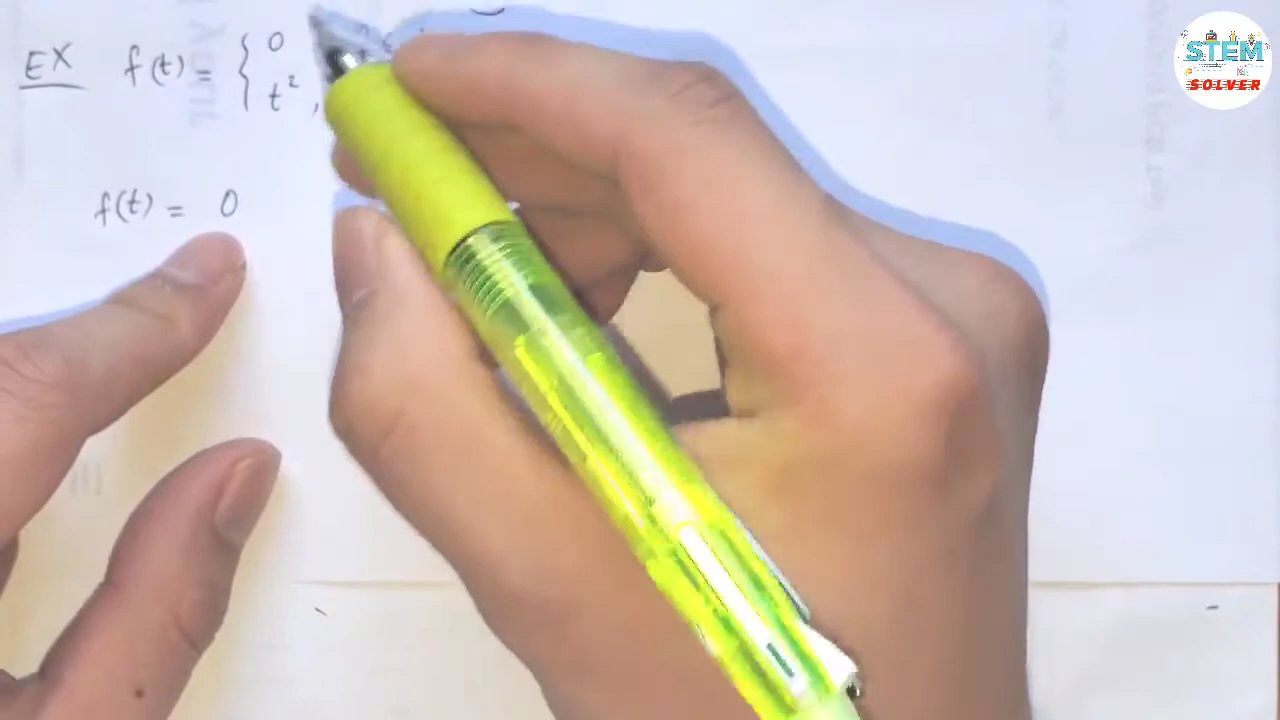 EX f(t) = { 0
t²,
f(t) = 0
STEM
SOLVER